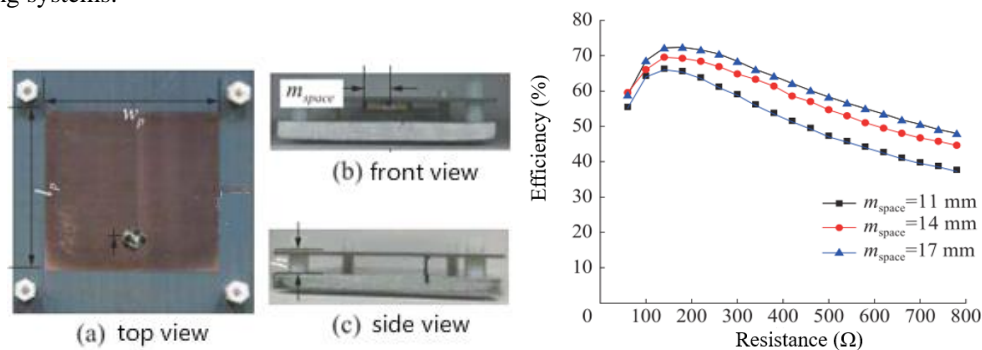 ng systems.
w_p
l_p
(a) top view
m_space
(b) front view
(c) side view
Efficiency (%)
80
70
60
50
40
30
20
10
0
100 200 300 400 500 600 700 800
Resistance (Ω)
m_space=11 mm
m_space=14 mm
m_space=17 mm